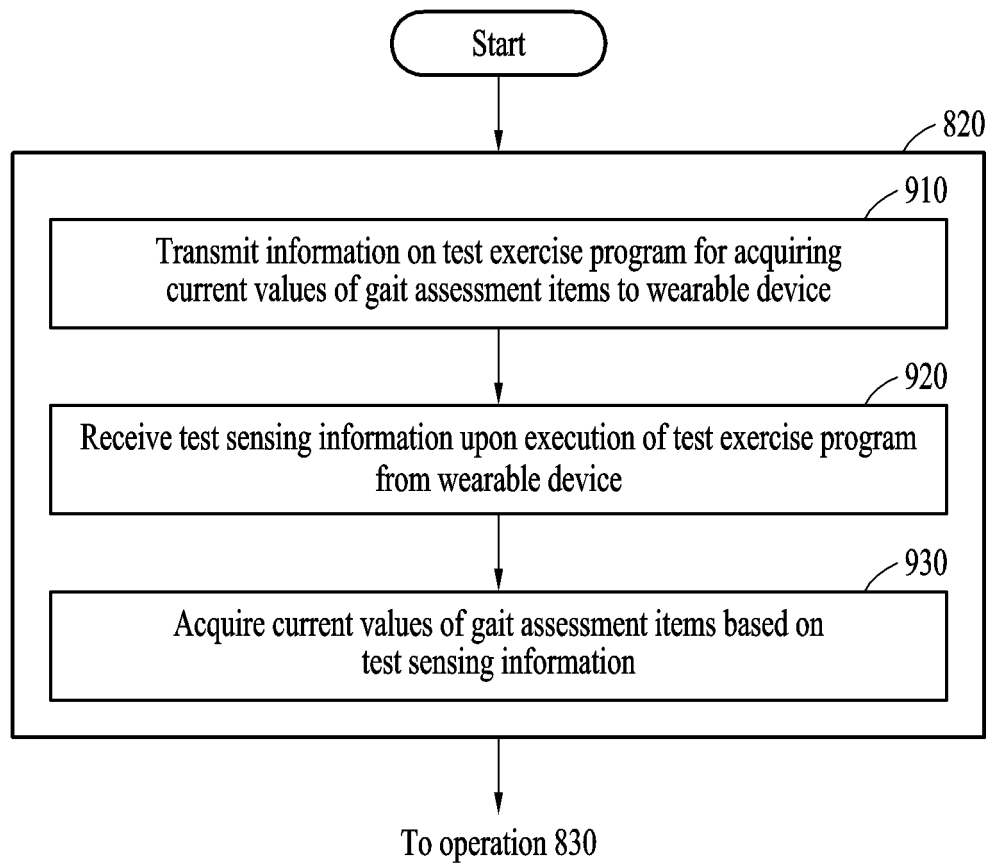 Start
820
910
Transmit information on test exercise program for acquiring
current values of gait assessment items to wearable device
920
Receive test sensing information upon execution of test exercise program
from wearable device
930
Acquire current values of gait assessment items based on
test sensing information
To operation 830